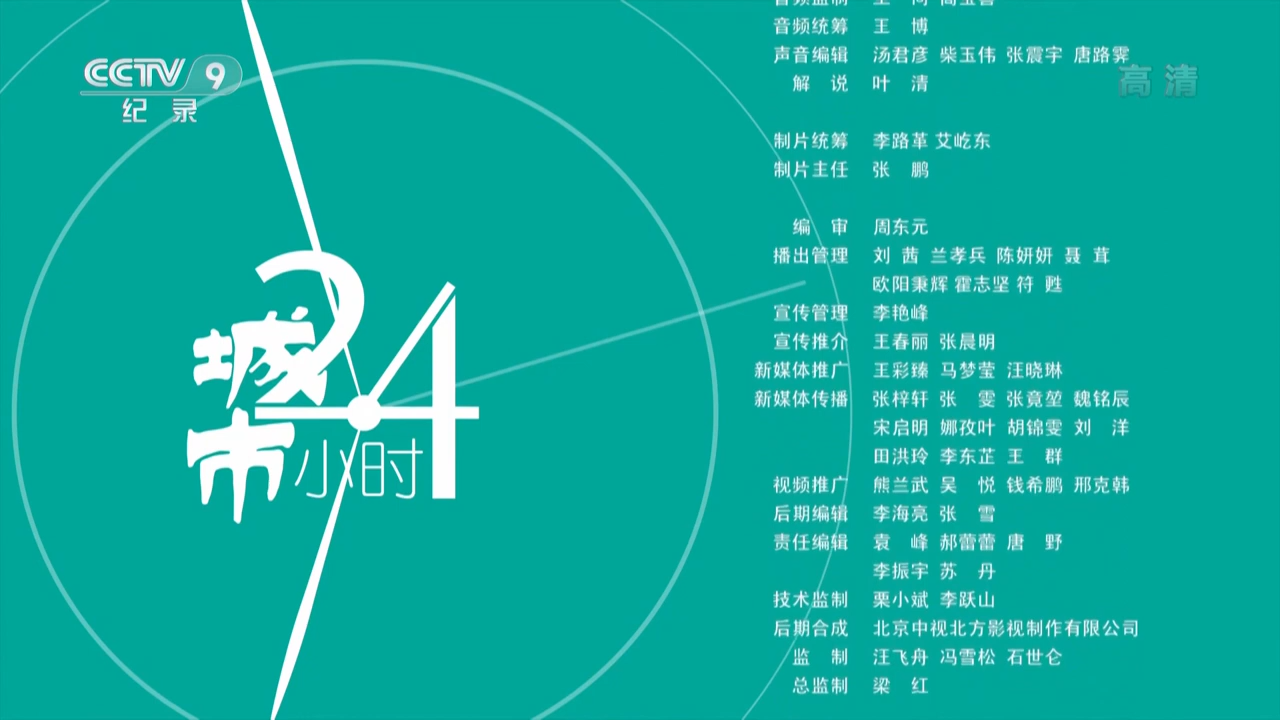 CCTV 9
纪 录
高清
24
城市
小时
音频统筹 王 博
声音编辑 汤君彦 柴玉伟 张震宇 唐路霁
解 说 叶 清
制片统筹 李路革 艾屹东
制片主任 张 鹏
编 审 周东元
播出管理 刘 茜 兰孝兵 陈妍妍 聂 茸
欧阳秉辉 霍志坚 符 甦
宣传管理 李艳峰
宣传推介 王春丽 张晨明
新媒体推广 王彩臻 马梦莹 汪晓琳
新媒体传播 张梓轩 张 雯 张竟堃 魏铭辰
宋启明 娜孜叶 胡锦雯 刘 洋
田洪玲 李东芷 王 群
视频推广 熊兰武 吴 悦 钱希鹏 邢克韩
后期编辑 李海亮 张 雪
责任编辑 袁 峰 郝蕾蕾 唐 野
李振宇 苏 丹
技术监制 栗小斌 李跃山
后期合成 北京中视北方影视制作有限公司
监 制 汪飞舟 冯雪松 石世仑
总监制 梁 红